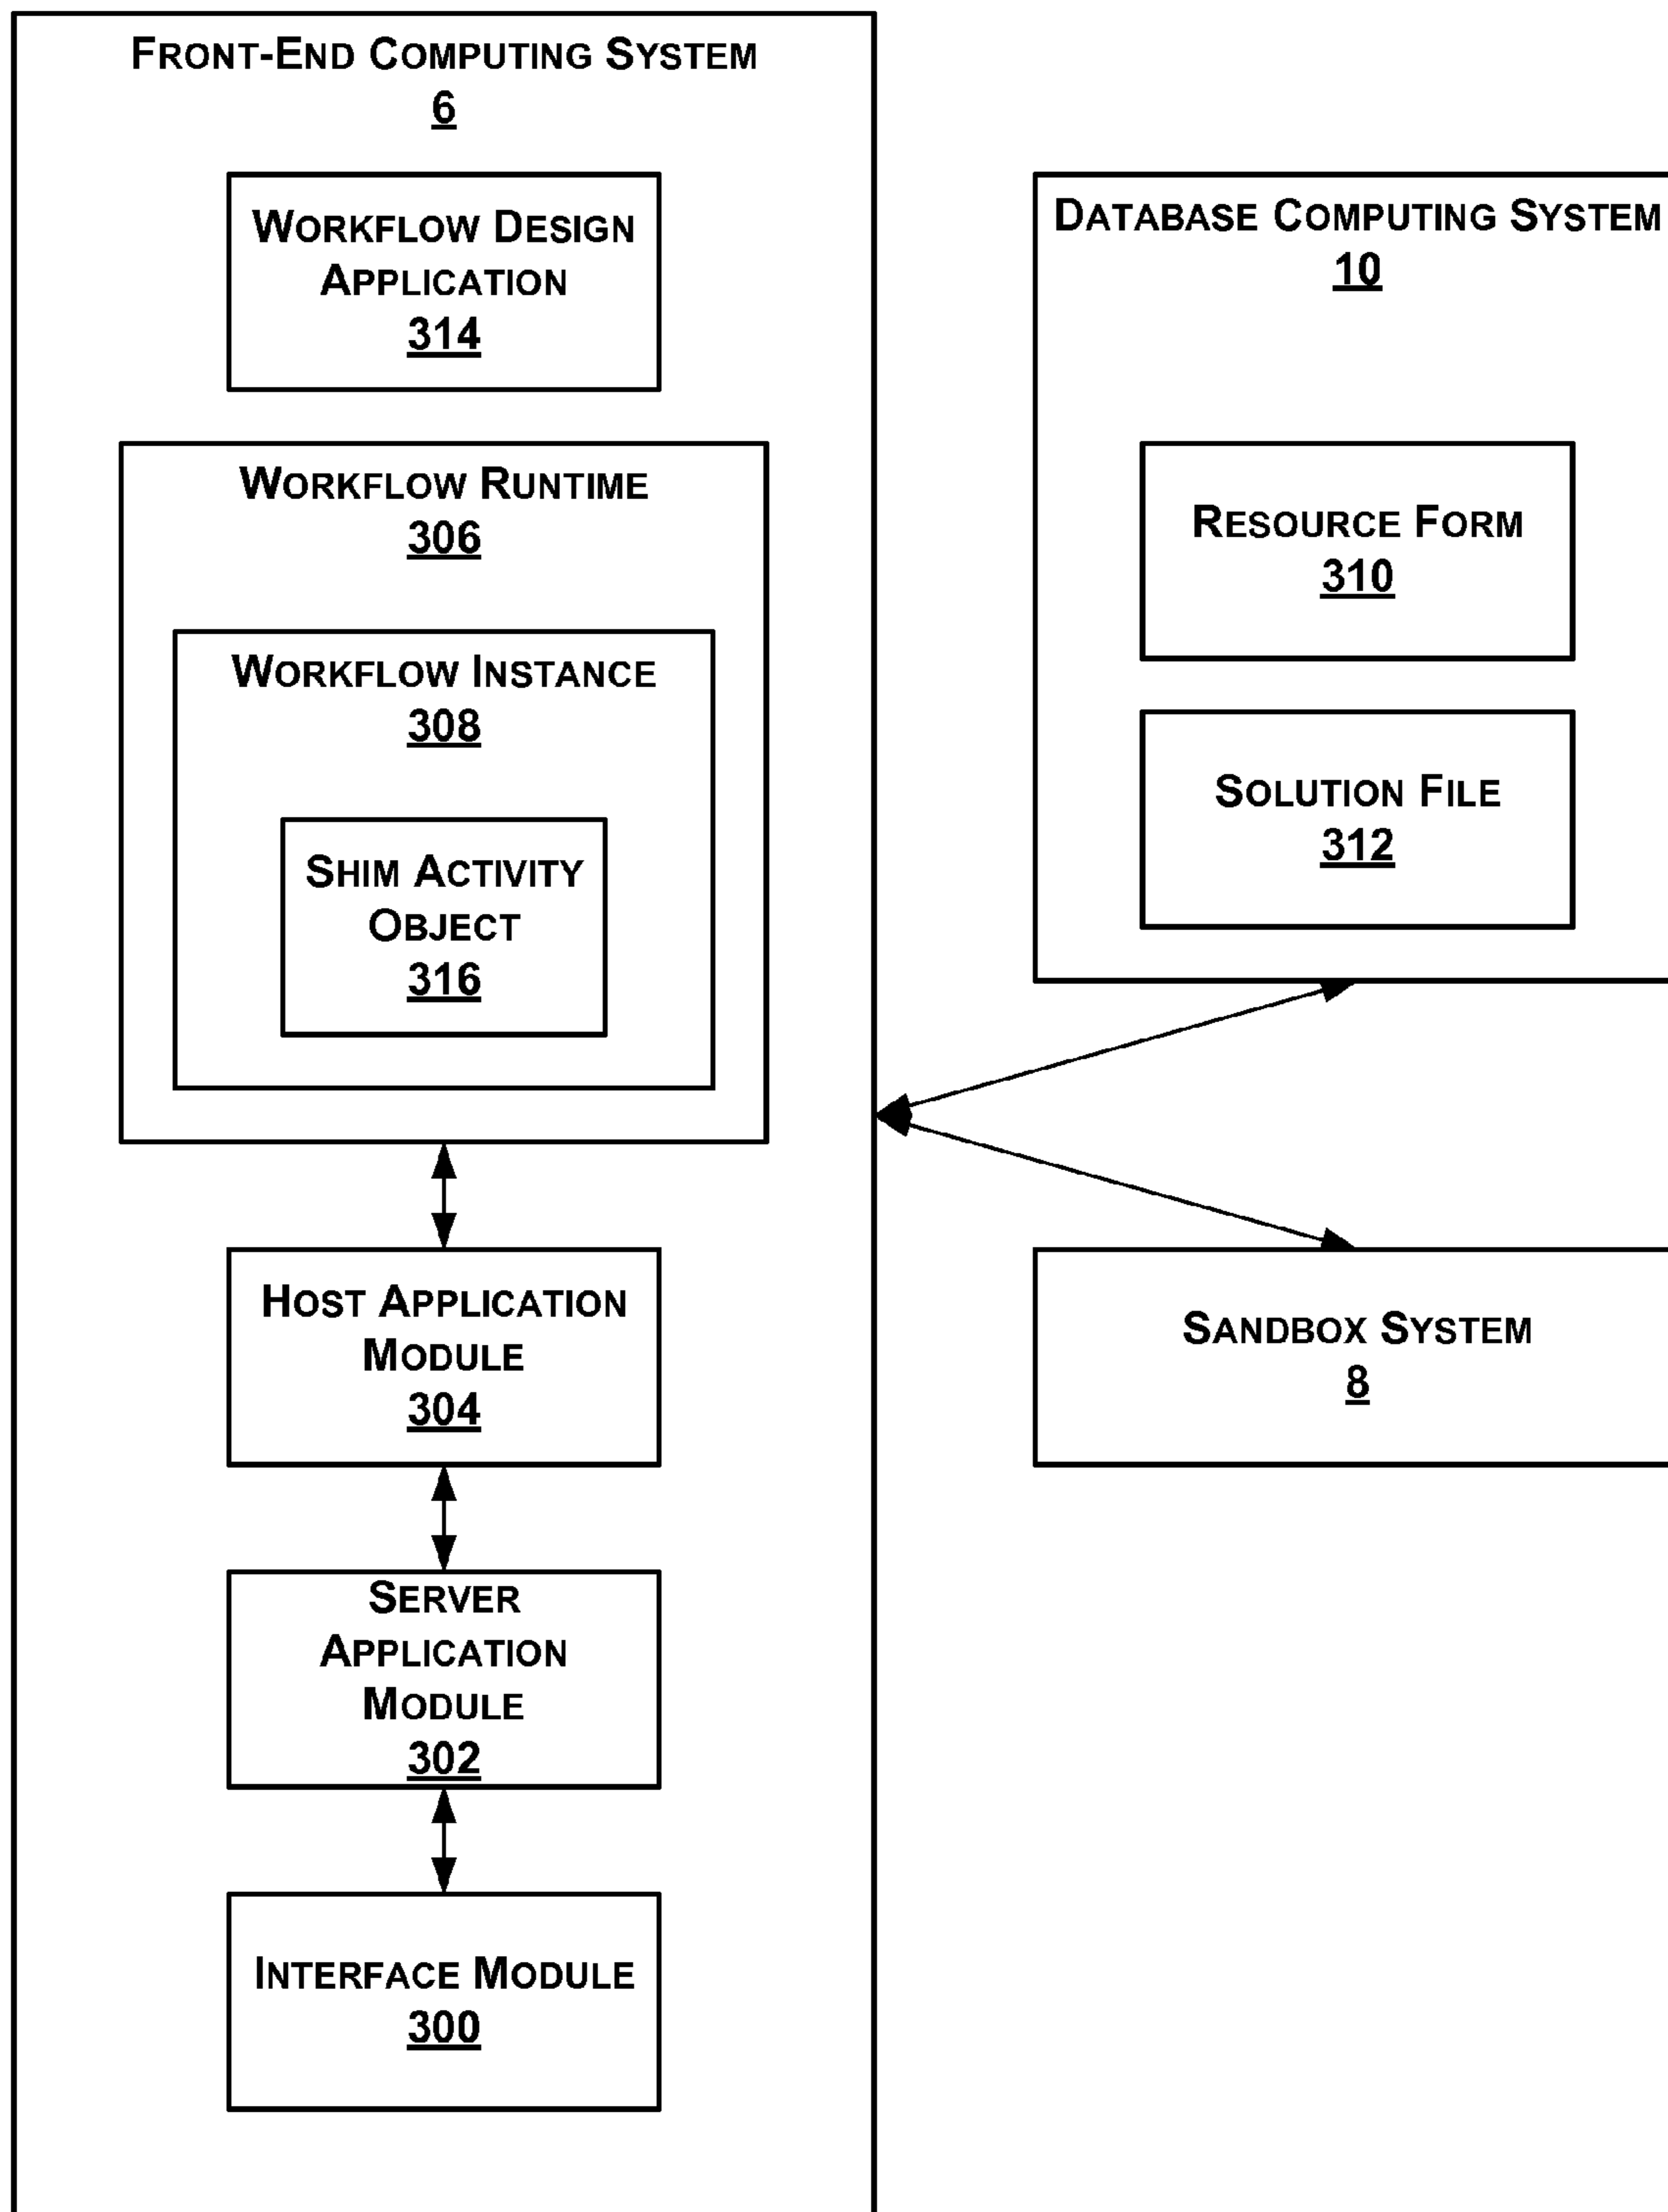 FRONT-END COMPUTING SYSTEM
6
WORKFLOW DESIGN
APPLICATION
314
WORKFLOW RUNTIME
306
WORKFLOW INSTANCE
308
SHIM ACTIVITY
OBJECT
316
HOST APPLICATION
MODULE
304
SERVER
APPLICATION
MODULE
302
INTERFACE MODULE
300
DATABASE COMPUTING SYSTEM
10
RESOURCE FORM
310
SOLUTION FILE
312
SANDBOX SYSTEM
8